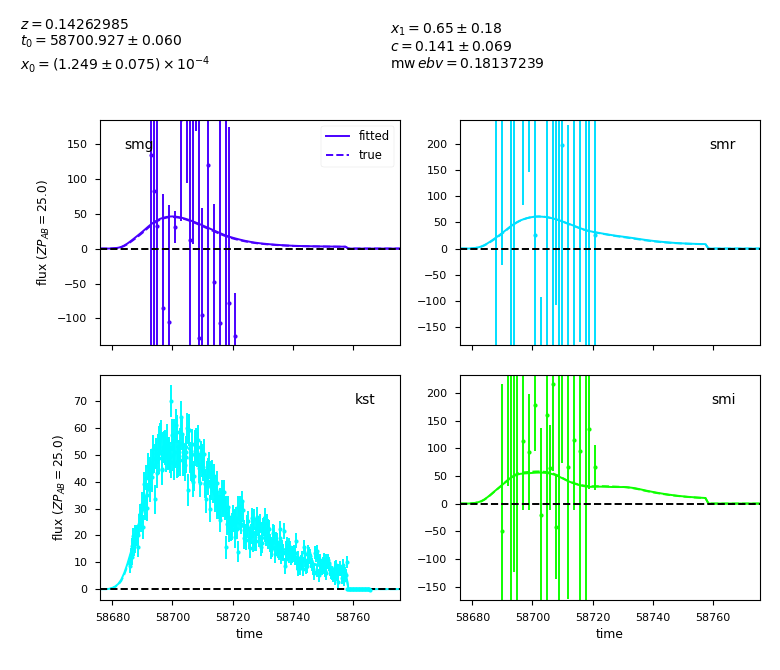 z = 0.14262985
t₀ = 58700.927 ± 0.060
x₀ = (1.249 ± 0.075) × 10⁻⁴
x₁ = 0.65 ± 0.18
c = 0.141 ± 0.069
mw ebv = 0.18137239
smg
fitted
true
150
100
50
0
−50
−100
flux (ZP_AB = 25.0)
smr
200
150
100
50
0
−50
−100
−150
kst
70
60
50
40
30
20
10
0
flux (ZP_AB = 25.0)
58680 58700 58720 58740 58760
time
smi
200
150
100
50
0
−50
−100
−150
58680 58700 58720 58740 58760
time